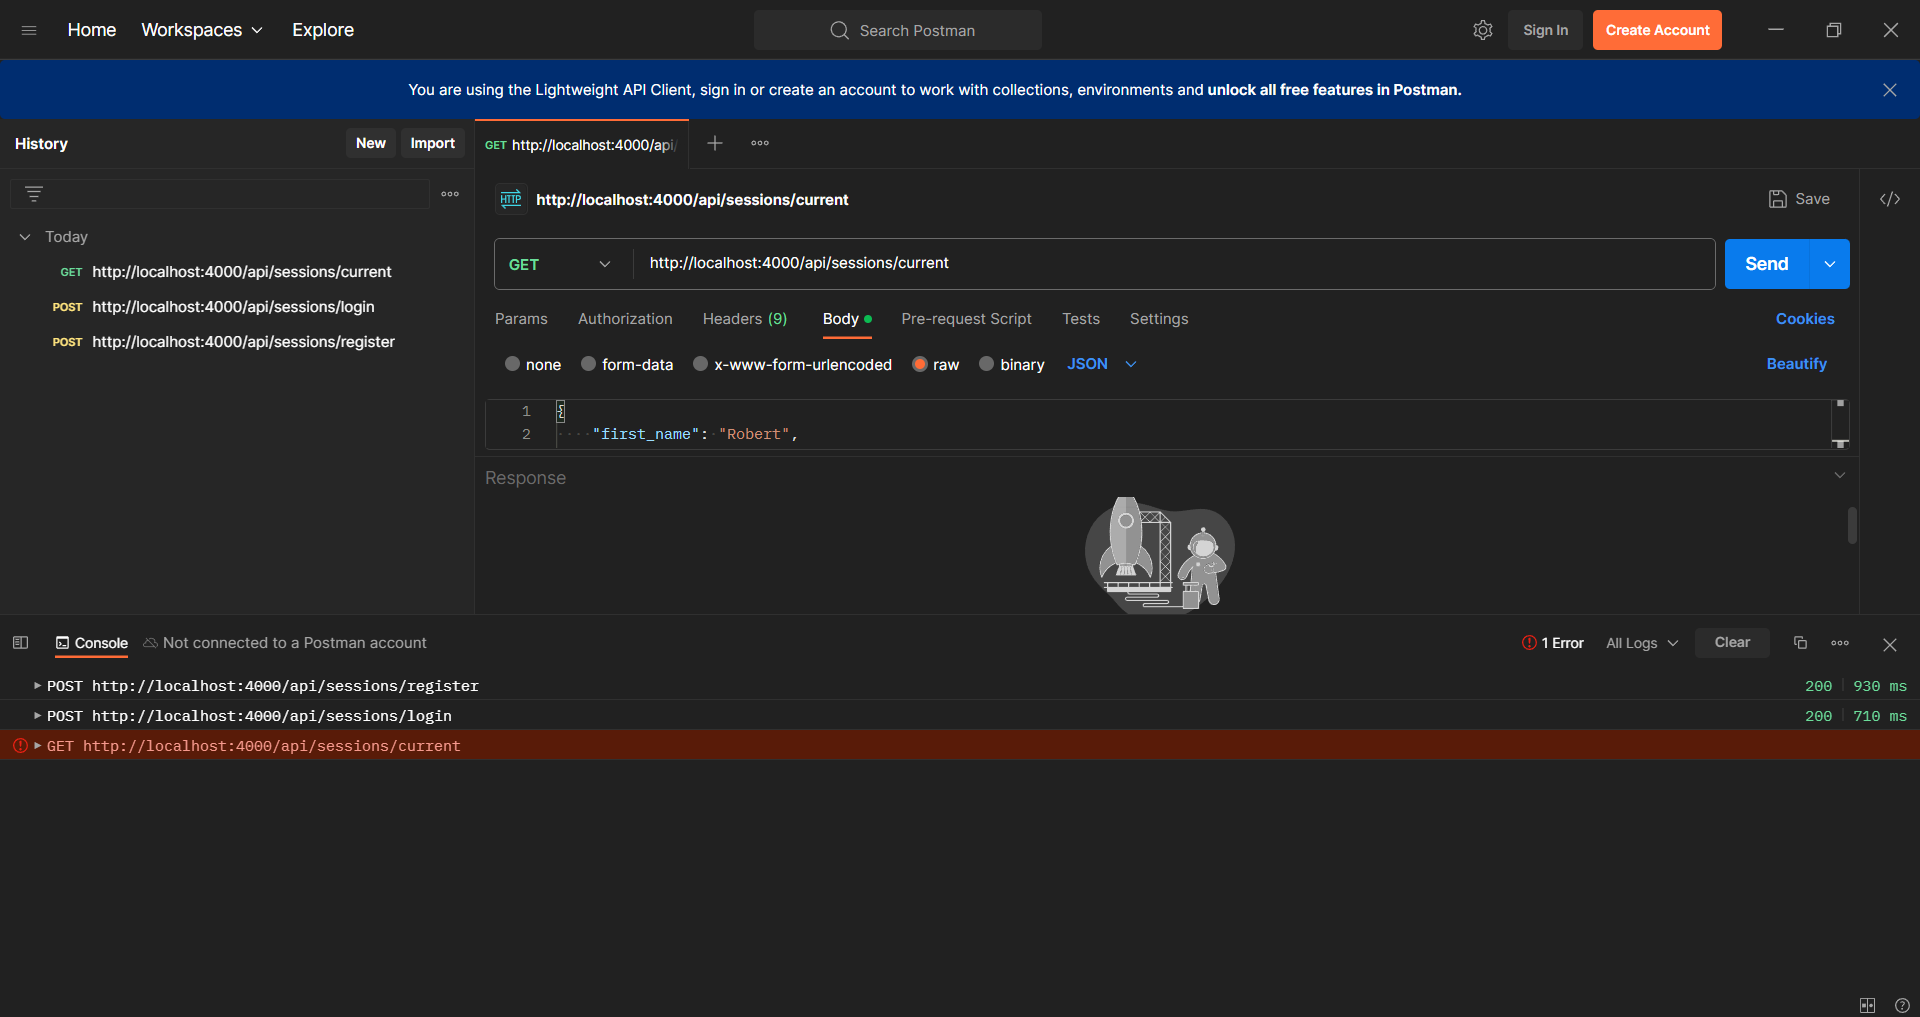 Home Workspaces Explore Search Postman Sign In Create Account
You are using the Lightweight API Client, sign in or create an account to work with collections, environments and unlock all free features in Postman.
History New Import
GET http://localhost:4000/api/
HTTP http://localhost:4000/api/sessions/current Save </>
Today
GET http://localhost:4000/api/sessions/current
POST http://localhost:4000/api/sessions/login
POST http://localhost:4000/api/sessions/register
GET http://localhost:4000/api/sessions/current Send
Params Authorization Headers (9) Body Pre-request Script Tests Settings Cookies
none form-data x-www-form-urlencoded raw binary JSON Beautify
1 {
2 "first_name": "Robert",
Response
Console Not connected to a Postman account 1 Error All Logs Clear
POST http://localhost:4000/api/sessions/register 200 930 ms
POST http://localhost:4000/api/sessions/login 200 710 ms
GET http://localhost:4000/api/sessions/current